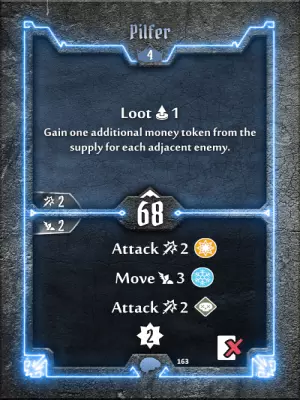 Pilfer
4
Loot 1
Gain one additional money token from the
supply for each adjacent enemy.
2
68
2
Attack 2
Move 3
Attack 2
2
163